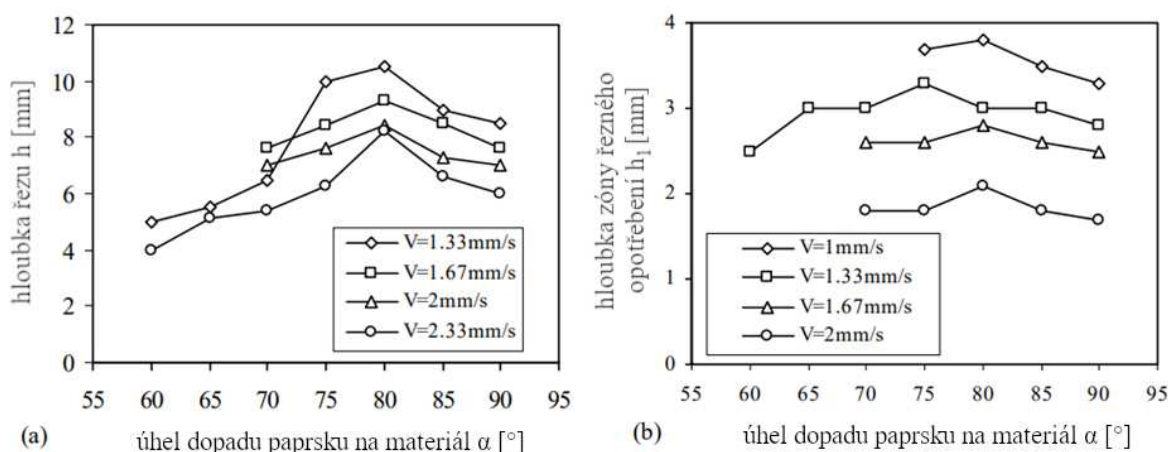 hloubka řezu h [mm]
12
10
8
6
4
2
0
V=1.33mm/s
V=1.67mm/s
V=2mm/s
V=2.33mm/s
55 60 65 70 75 80 85 90 95
(a) úhel dopadu paprsku na materiál α [°]
hloubka zóny řezného
opotřebení h₁ [mm]
4
3
2
1
0
V=1mm/s
V=1.33mm/s
V=1.67mm/s
V=2mm/s
55 60 65 70 75 80 85 90 95
(b) úhel dopadu paprsku na materiál α [°]